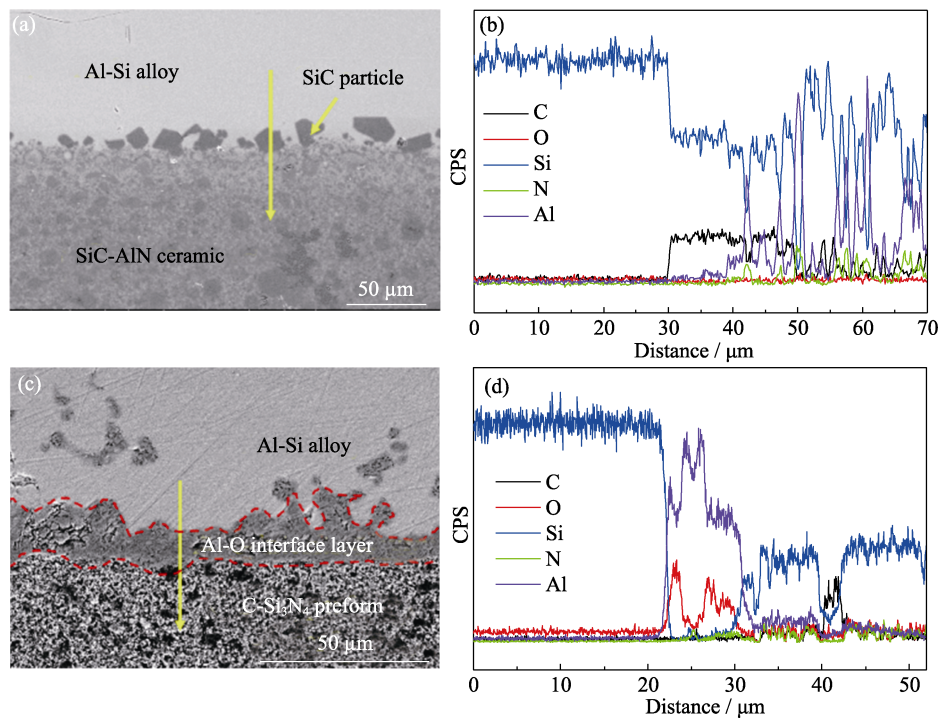 (a)
Al-Si alloy
SiC particle
SiC-AlN ceramic
50 µm
(b)
C
O
Si
N
Al
CPS
0 10 20 30 40 50 60 70
Distance / µm
(c)
Al-Si alloy
Al-O interface layer
C-Si3N4 preform
50 µm
(d)
C
O
Si
N
Al
CPS
0 10 20 30 40 50
Distance / µm